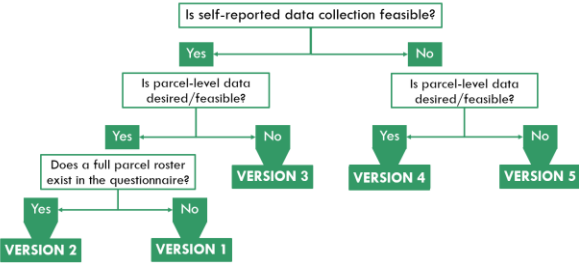 Is self-reported data collection feasible?
Yes
No
Is parcel-level data
desired/feasible?
Is parcel-level data
desired/feasible?
Yes
No
Yes
No
Does a full parcel roster
exist in the questionnaire?
VERSION 3
VERSION 4
VERSION 5
Yes
No
VERSION 2
VERSION 1